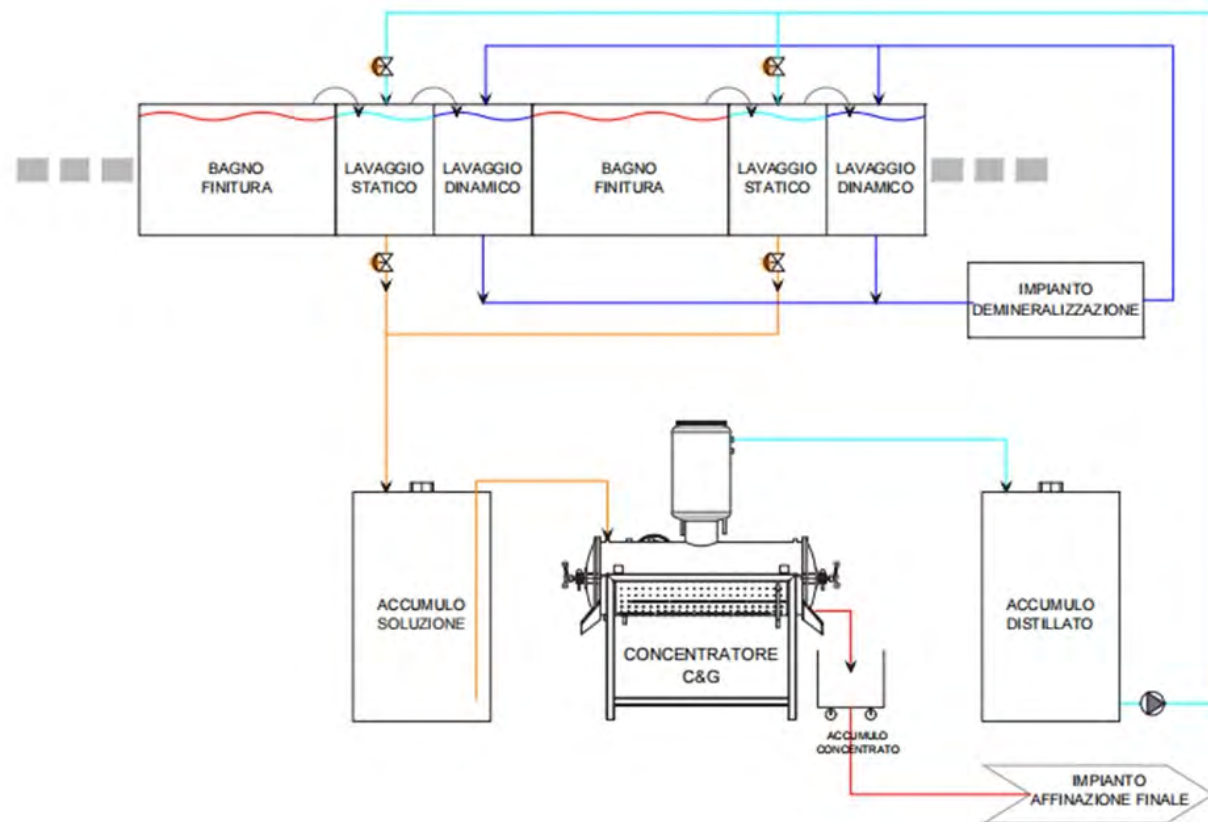 BAGNO
FINITURA
LAVAGGIO
STATICO
LAVAGGIO
DINAMICO
BAGNO
FINITURA
LAVAGGIO
STATICO
LAVAGGIO
DINAMICO
IMPIANTO
DEMINERALIZZAZIONE
ACCUMULO
SOLUZIONE
CONCENTRATORE
C&G
ACCUMULO
CONCENTRATO
ACCUMULO
DISTILLATO
IMPIANTO
AFFINAZIONE FINALE